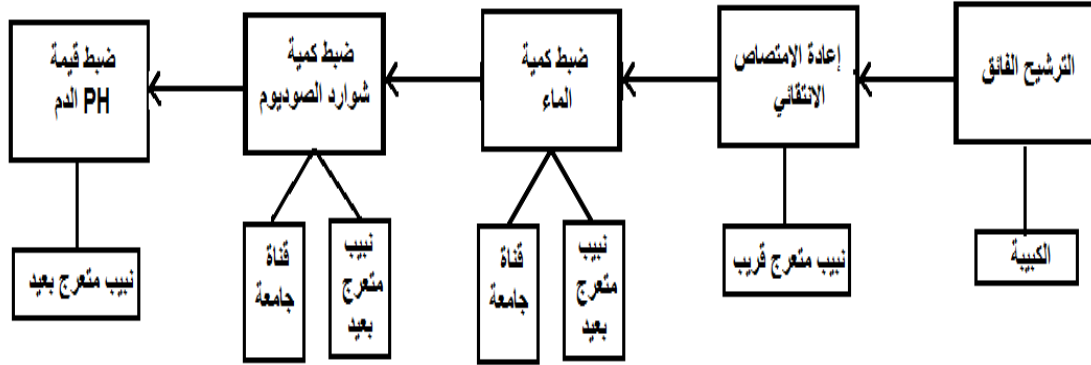 الترشيح الفائق
إعادة الامتصاص
الانتقائي
ضبط كمية
الماء
ضبط كمية
شوارد الصوديوم
ضبط قيمة
PH الدم
الكبيبة
نبيب متعرج قريب
نبيب
متعرج
بعيد
قناة
جامعة
نبيب
متعرج
بعيد
قناة
جامعة
نبيب متعرج بعيد